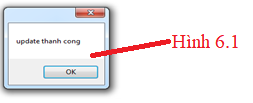 update thanh cong
Hình 6.1
OK